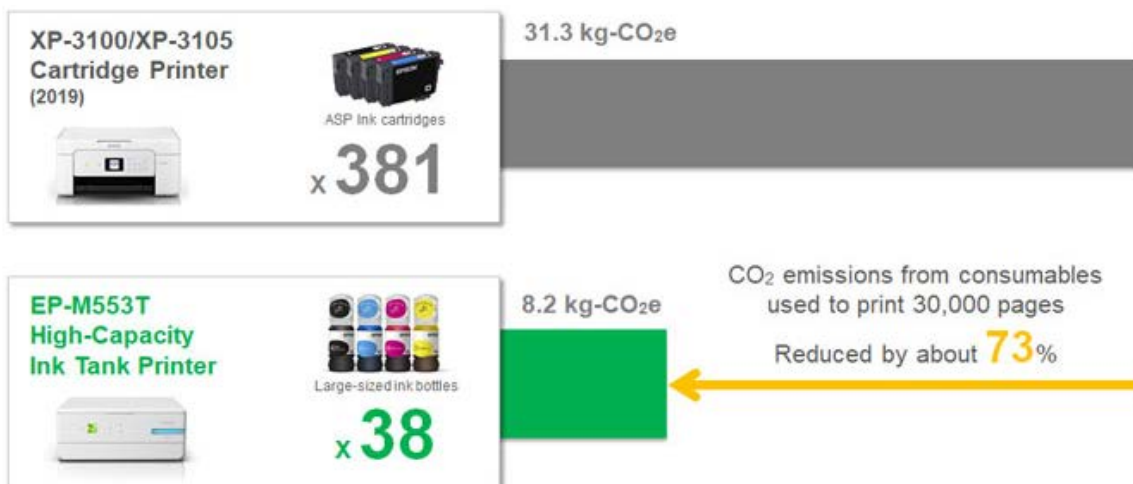 XP-3100/XP-3105
Cartridge Printer
(2019)
ASP Ink cartridges
x 381
31.3 kg-CO₂e
EP-M553T
High-Capacity
Ink Tank Printer
Large-sized ink bottles
x 38
8.2 kg-CO₂e
CO₂ emissions from consumables
used to print 30,000 pages
Reduced by about 73%